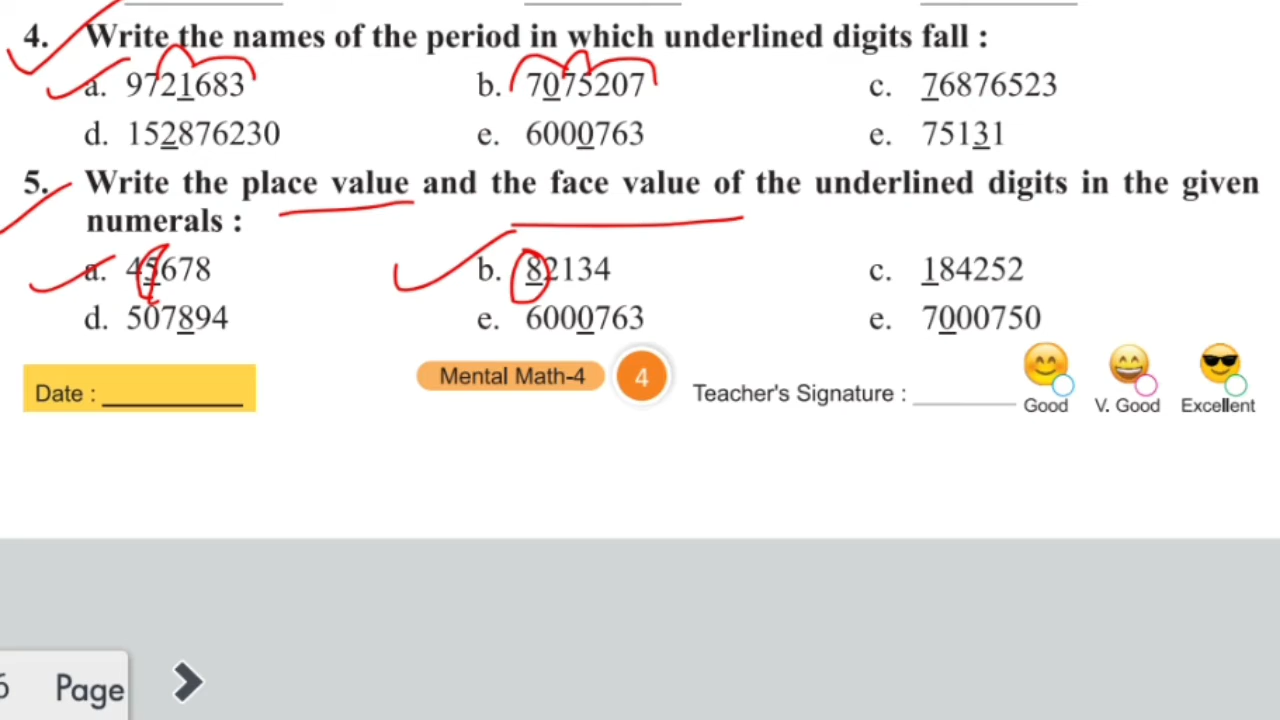 4. Write the names of the period in which underlined digits fall :
a. 9721683 b. 7075207 c. 76876523
d. 152876230 e. 6000763 e. 75131
5. Write the place value and the face value of the underlined digits in the given
numerals :
a. 45678 b. 82134 c. 184252
d. 507894 e. 6000763 e. 7000750
Date : Mental Math-4 4 Teacher's Signature : Good V. Good Excellent
Page